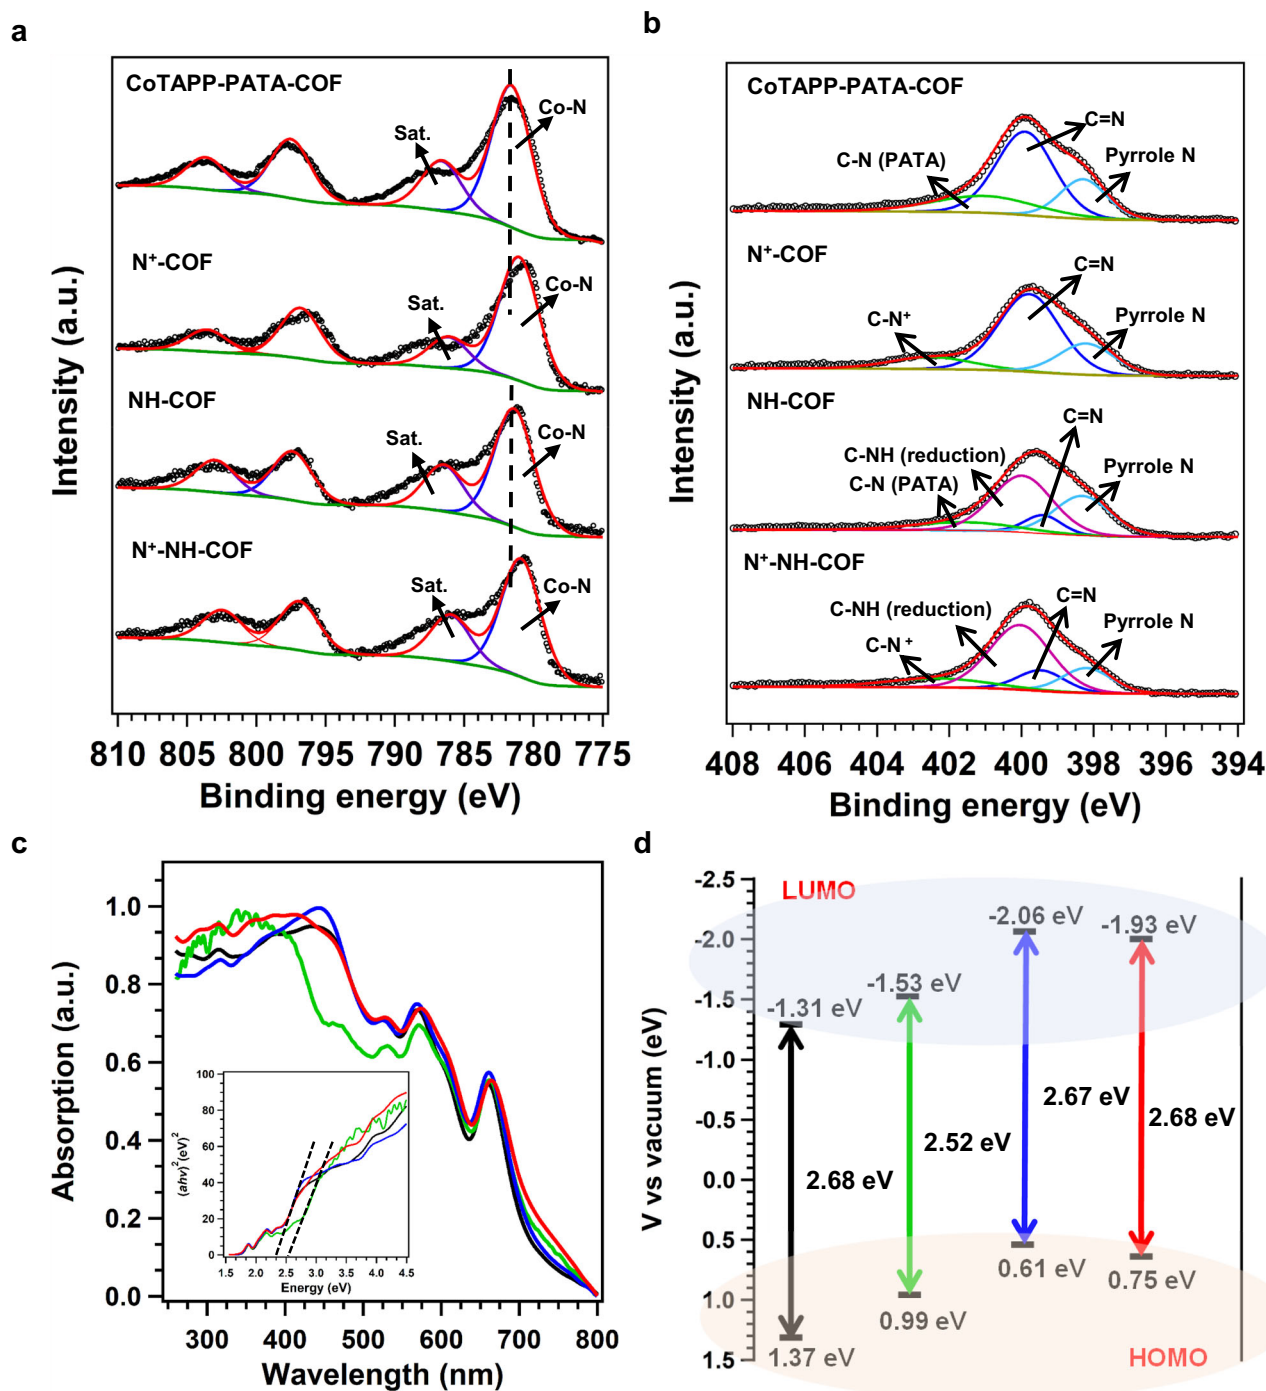 a
CoTAPP-PATA-COF
Co-N
Sat.
N⁺-COF
Co-N
Sat.
NH-COF
Co-N
Sat.
N⁺-NH-COF
Co-N
Sat.
Intensity (a.u.)
810 805 800 795 790 785 780 775
Binding energy (eV)
b
CoTAPP-PATA-COF
C=N
C-N (PATA)
Pyrrole N
N⁺-COF
C=N
C-N⁺
Pyrrole N
NH-COF
C=N
C-NH (reduction)
C-N (PATA)
Pyrrole N
N⁺-NH-COF
C=N
C-NH (reduction)
C-N⁺
Pyrrole N
Intensity (a.u.)
408 406 404 402 400 398 396 394
Binding energy (eV)
c
1.0
0.8
0.6
0.4
0.2
0.0
Absorption (a.u.)
300 400 500 600 700 800
Wavelength (nm)
100
80
60
40
20
0
(ahv)²(eV)²
1.5 2.0 2.5 3.0 3.5 4.0 4.5
Energy (eV)
d
-2.5
-2.0
-1.5
-1.0
-0.5
0.0
0.5
1.0
1.5
V vs vacuum (eV)
LUMO
-2.06 eV
-1.93 eV
-1.53 eV
-1.31 eV
2.67 eV
2.68 eV
2.52 eV
2.68 eV
0.61 eV
0.75 eV
0.99 eV
1.37 eV
HOMO